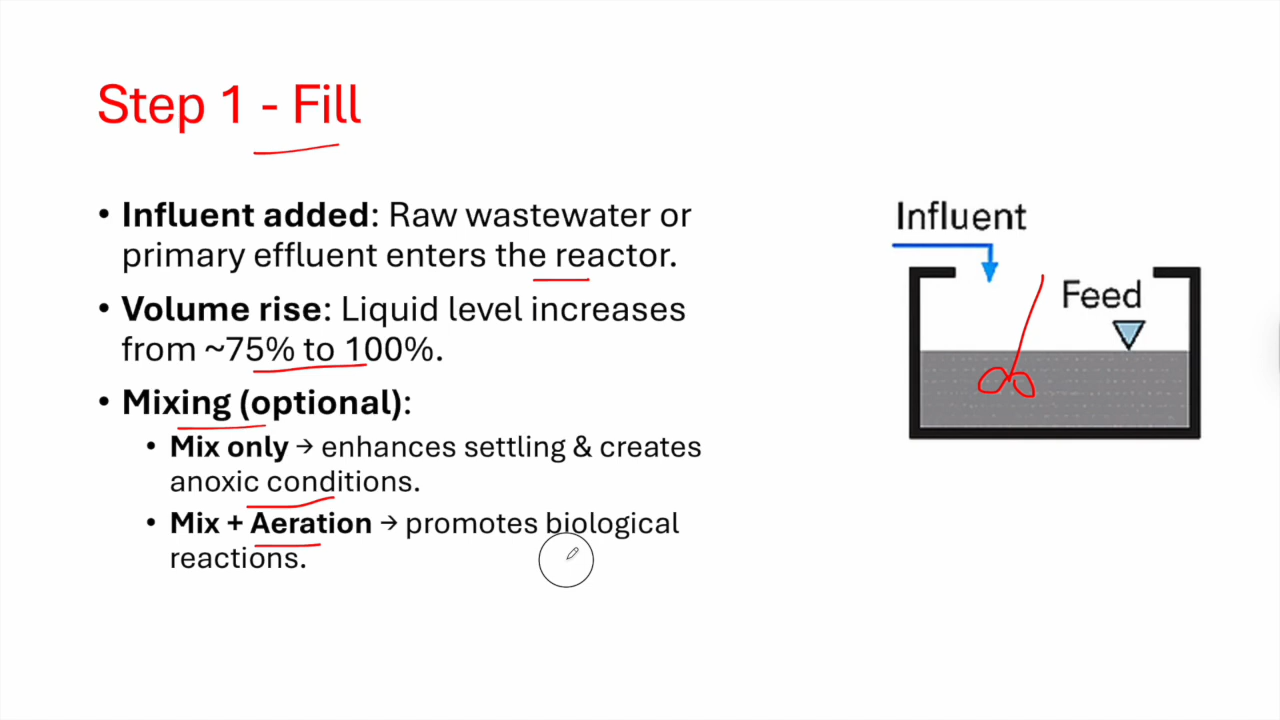 Step 1 - Fill
• Influent added: Raw wastewater or
primary effluent enters the reactor.
• Volume rise: Liquid level increases
from ~75% to 100%.
• Mixing (optional):
• Mix only → enhances settling & creates
anoxic conditions.
• Mix + Aeration → promotes biological
reactions.
Influent
Feed